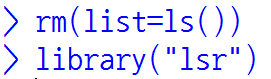 > rm(list=ls())
> library("lsr")